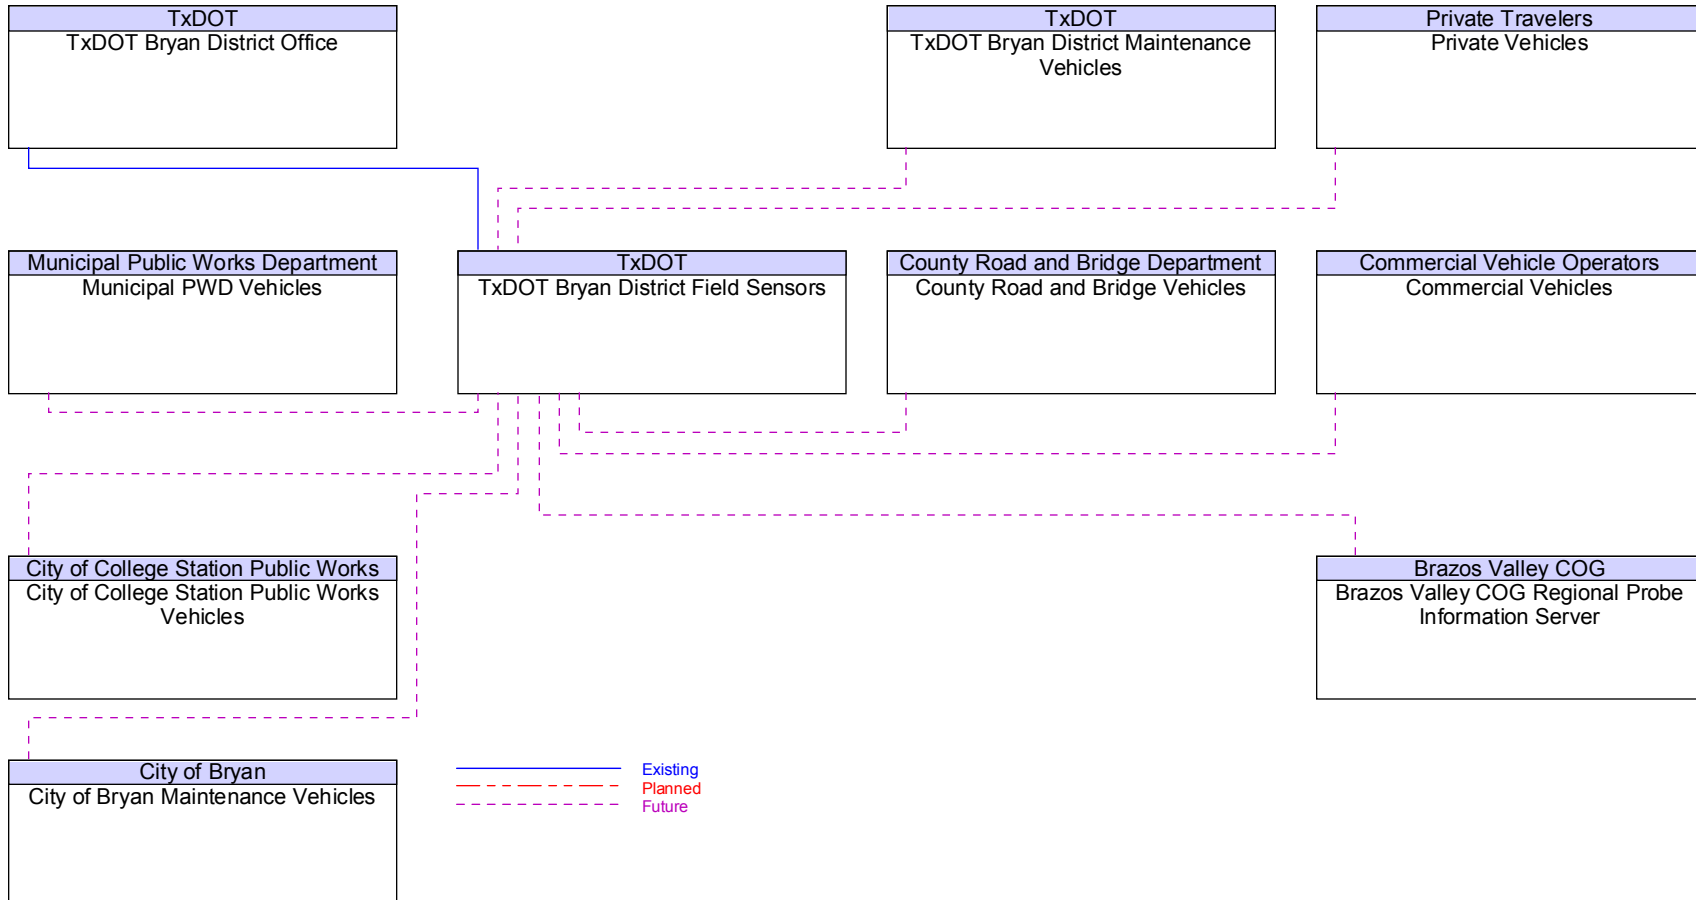 TxDOT
TxDOT Bryan District Office
TxDOT
TxDOT Bryan District Maintenance
Vehicles
Private Travelers
Private Vehicles
Municipal Public Works Department
Municipal PWD Vehicles
TxDOT
TxDOT Bryan District Field Sensors
County Road and Bridge Department
County Road and Bridge Vehicles
Commercial Vehicle Operators
Commercial Vehicles
City of College Station Public Works
City of College Station Public Works
Vehicles
Brazos Valley COG
Brazos Valley COG Regional Probe
Information Server
City of Bryan
City of Bryan Maintenance Vehicles
Existing
Planned
Future